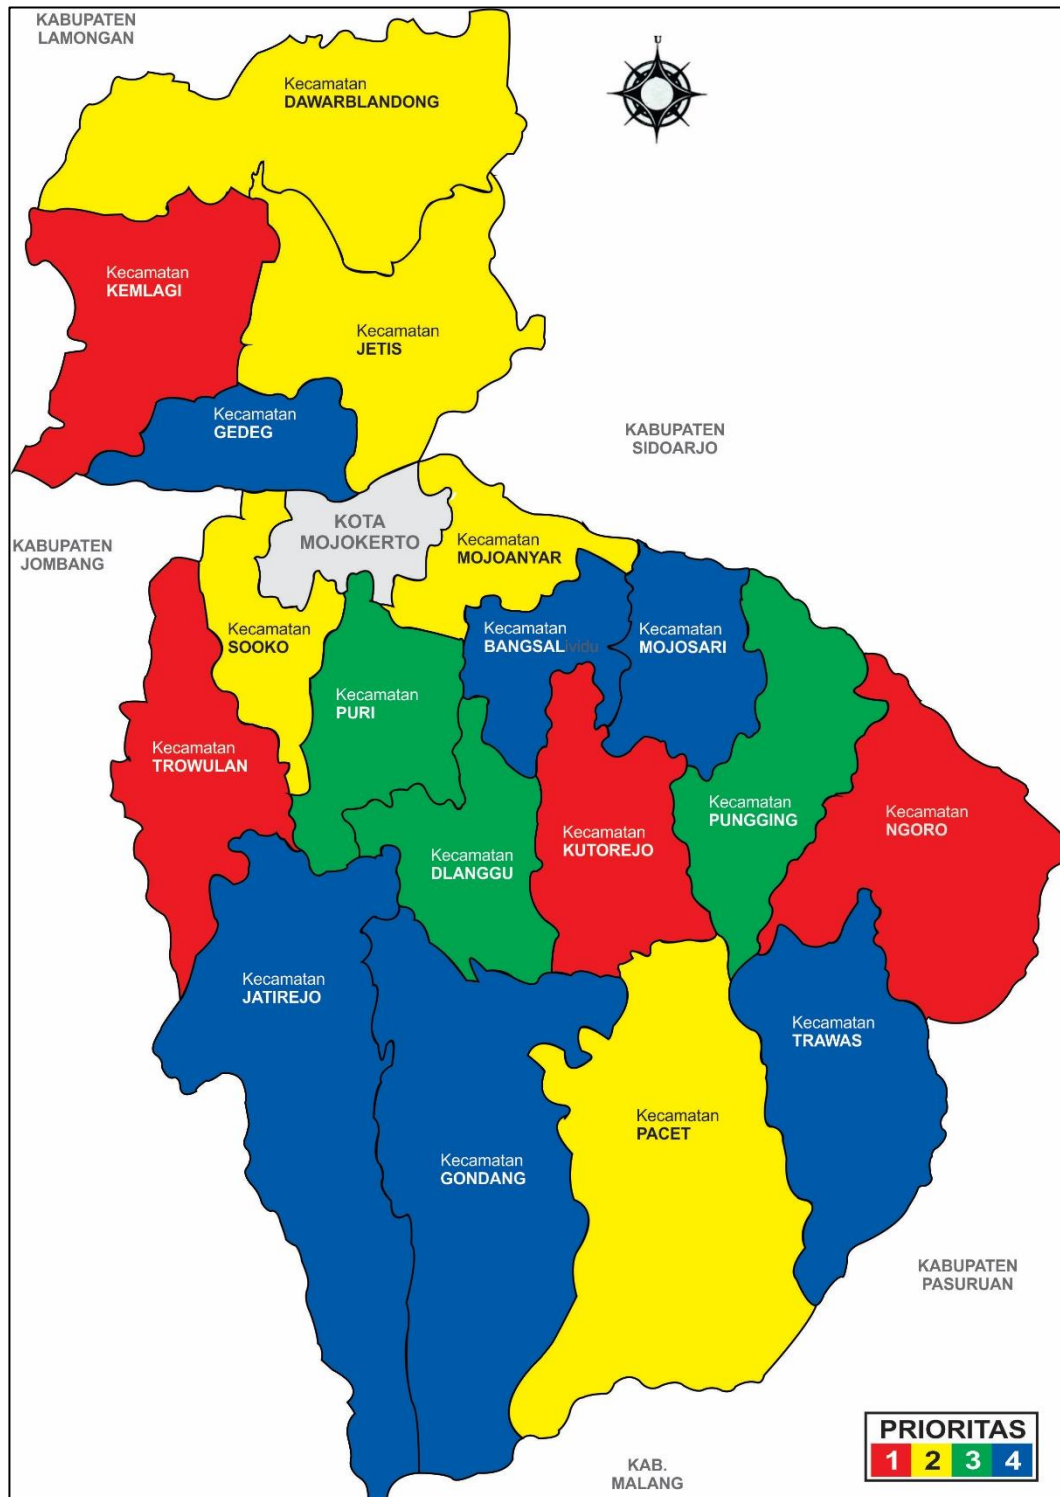 KABUPATEN
LAMONGAN
U
Kecamatan
DAWARBLANDONG
Kecamatan
KEMLAGI
Kecamatan
JETIS
Kecamatan
GEDEG
KABUPATEN
SIDOARJO
KOTA
MOJOKERTO
KABUPATEN
JOMBANG
Kecamatan
MOJOANYAR
Kecamatan
SOOKO
Kecamatan
BANGSALividu
Kecamatan
MOJOSARI
Kecamatan
PURI
Kecamatan
TROWULAN
Kecamatan
PUNGGING
Kecamatan
NGORO
Kecamatan
KUTOREJO
Kecamatan
DLANGGU
Kecamatan
JATIREJO
Kecamatan
TRAWAS
Kecamatan
PACET
Kecamatan
GONDANG
KABUPATEN
PASURUAN
KAB.
MALANG
PRIORITAS
1 2 3 4